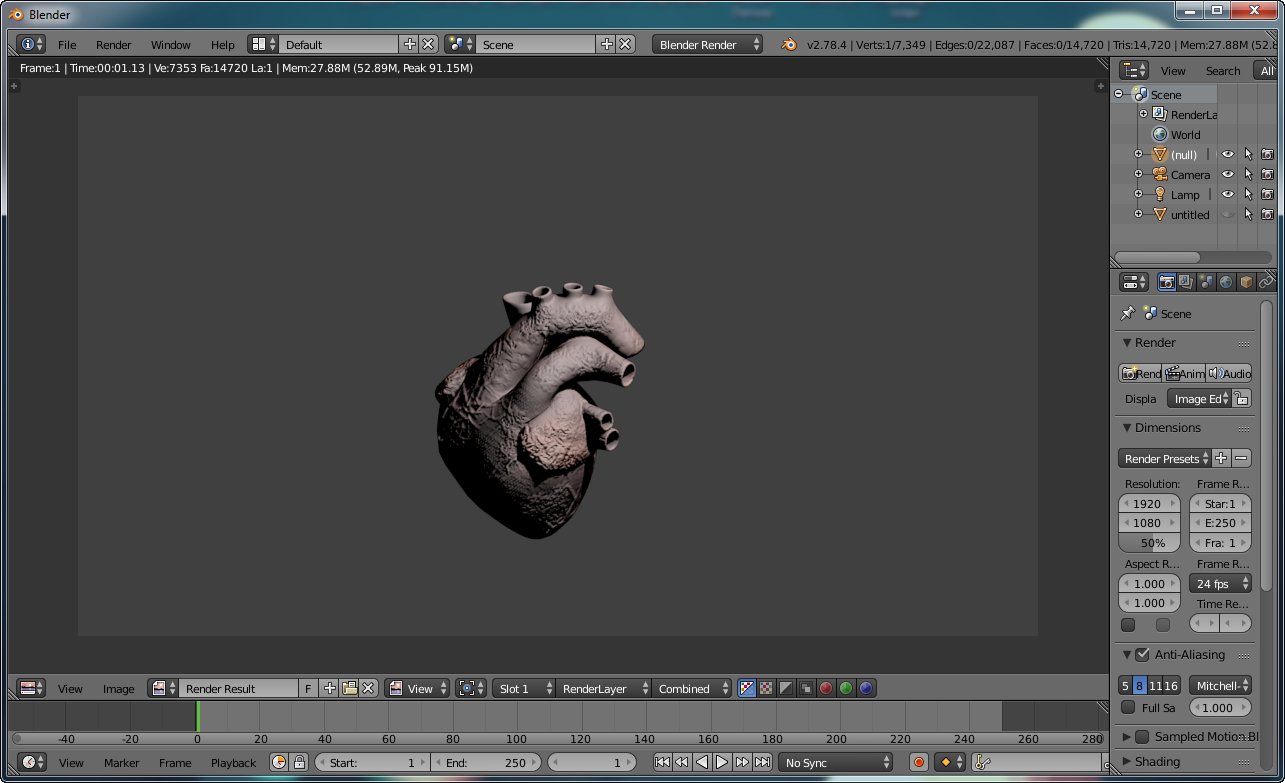 Blender
File Render Window Help Default Scene Blender Render v2.78.4 | Verts:1/7,349 | Edges:0/22,087 | Faces:0/14,720 | Tris:14,720 | Mem:27.88M (52.8
Frame:1 | Time:00:01.13 | Ve:7353 Fa:14720 La:1 | Mem:27.88M (52.89M, Peak 91.15M)
View Search All
Scene
RenderLa
World
(null)
Camera
Lamp
untitled
Scene
Render
Rend Anim Audio
Displa Image Ed
Dimensions
Render Presets
Resolution: Frame R...
1920 Star:1
1080 E:250
50% Fra: 1
Aspect R... Frame R...
1.000 24 fps
1.000 Time Re...
Anti-Aliasing
5 8 11 16 Mitchell-
Full Sa 1.000
Sampled Motion Bl
Shading
View Image Render Result F View Slot 1 RenderLayer Combined
-40 -20 0 20 40 60 80 100 120 140 160 180 200 220 240 260 280
View Marker Frame Playback Start: 1 End: 250 1 No Sync